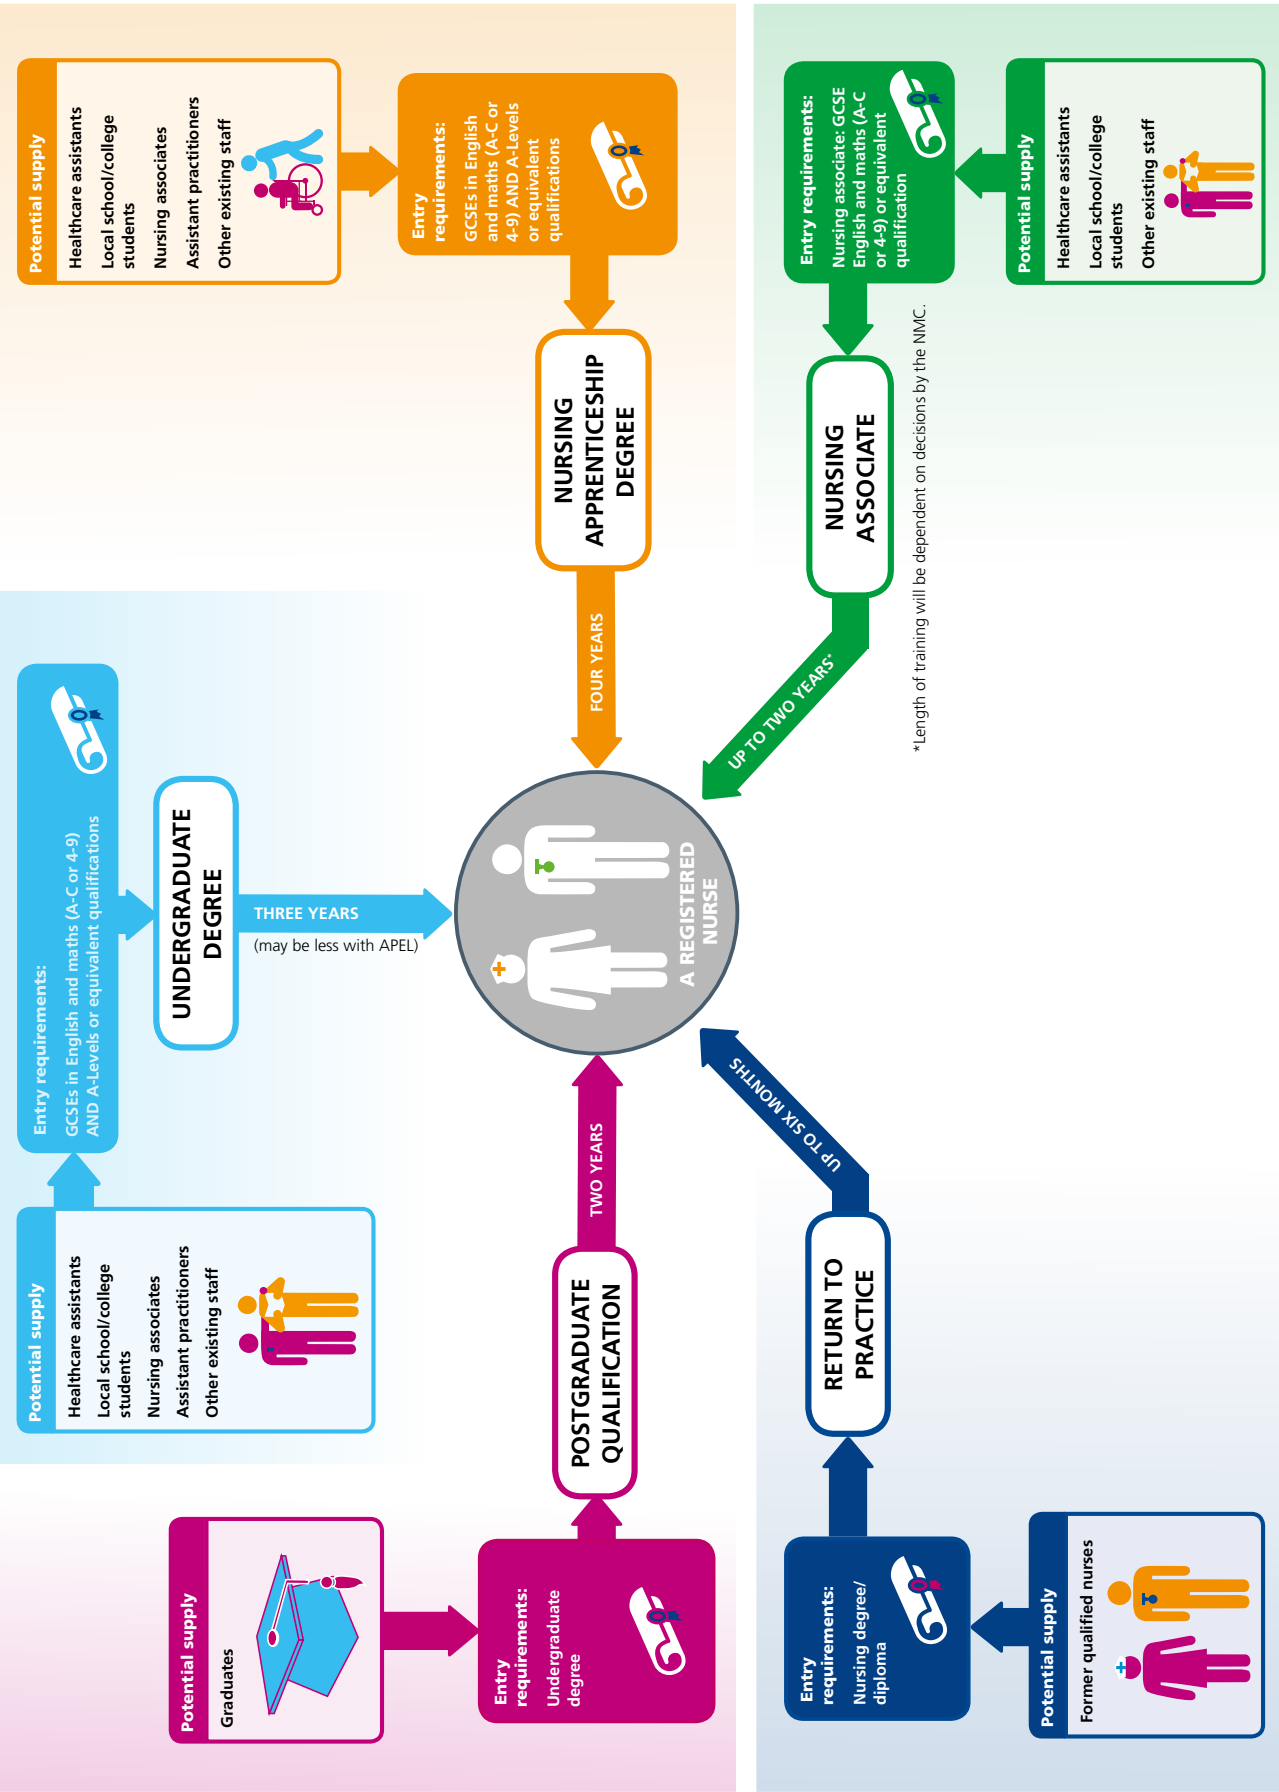 Potential supply
Graduates
Entry
requirements:
Undergraduate
degree
POSTGRADUATE
QUALIFICATION
TWO YEARS
Potential supply
Healthcare assistants
Local school/college
students
Nursing associates
Assistant practitioners
Other existing staff
Entry requirements:
GCSEs in English and maths (A-C or 4-9)
AND A-Levels or equivalent qualifications
UNDERGRADUATE
DEGREE
THREE YEARS
(may be less with APEL)
Potential supply
Healthcare assistants
Local school/college
students
Nursing associates
Assistant practitioners
Other existing staff
Entry
requirements:
GCSEs in English
and maths (A-C or
4-9) AND A-Levels
or equivalent
qualifications
NURSING
APPRENTICESHIP
DEGREE
FOUR YEARS
A REGISTERED
NURSE
Entry
requirements:
Nursing degree/
diploma
Potential supply
Former qualified nurses
RETURN TO
PRACTICE
UP TO SIX MONTHS
UP TO TWO YEARS*
NURSING
ASSOCIATE
*Length of training will be dependent on decisions by the NMC.
Entry requirements:
Nursing associate: GCSE
English and maths (A-C
or 4-9) or equivalent
qualification
Potential supply
Healthcare assistants
Local school/college
students
Other existing staff